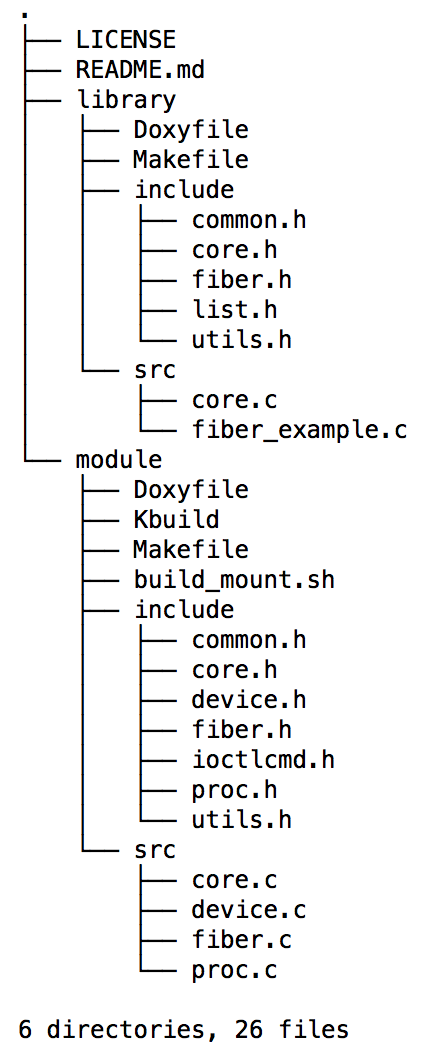 .
├── LICENSE
├── README.md
├── library
│   ├── Doxyfile
│   ├── Makefile
│   ├── include
│   │   ├── common.h
│   │   ├── core.h
│   │   ├── fiber.h
│   │   ├── list.h
│   │   └── utils.h
│   └── src
│       ├── core.c
│       └── fiber_example.c
└── module
    ├── Doxyfile
    ├── Kbuild
    ├── Makefile
    ├── build_mount.sh
    ├── include
    │   ├── common.h
    │   ├── core.h
    │   ├── device.h
    │   ├── fiber.h
    │   ├── ioctlcmd.h
    │   ├── proc.h
    │   └── utils.h
    └── src
        ├── core.c
        ├── device.c
        ├── fiber.c
        └── proc.c

6 directories, 26 files